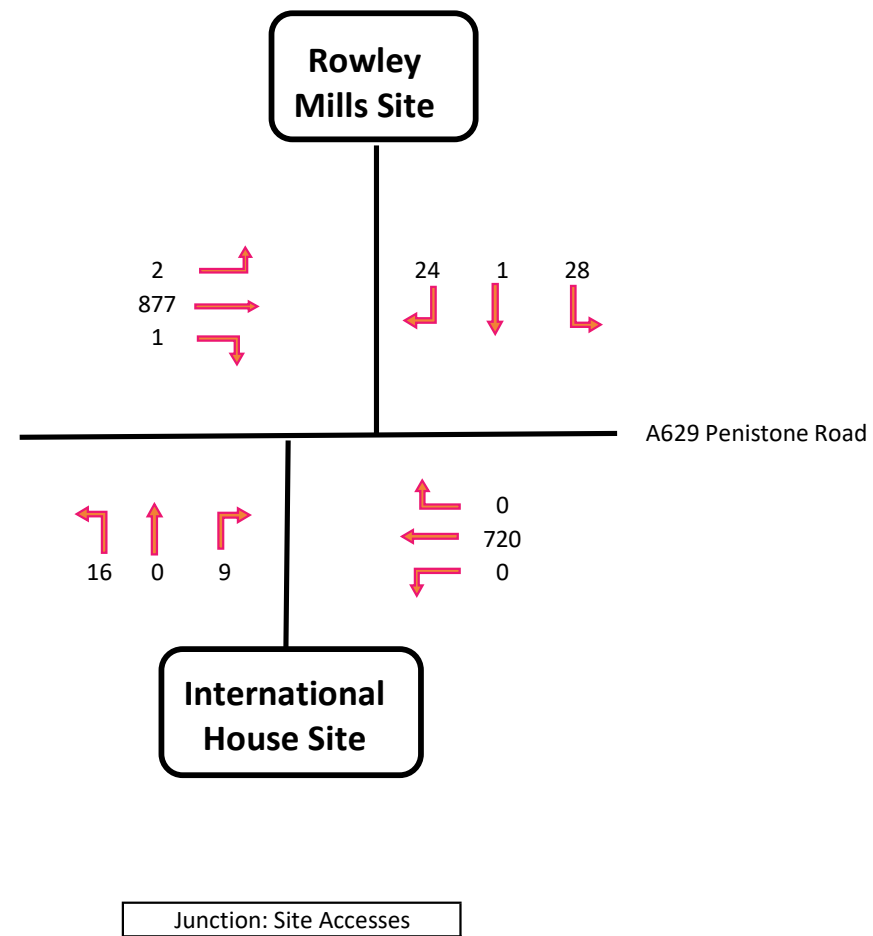 Rowley
Mills Site
2
24 1 28
877
1
A629 Penistone Road
0
720
16 0 9
0
International
House Site
Junction: Site Accesses